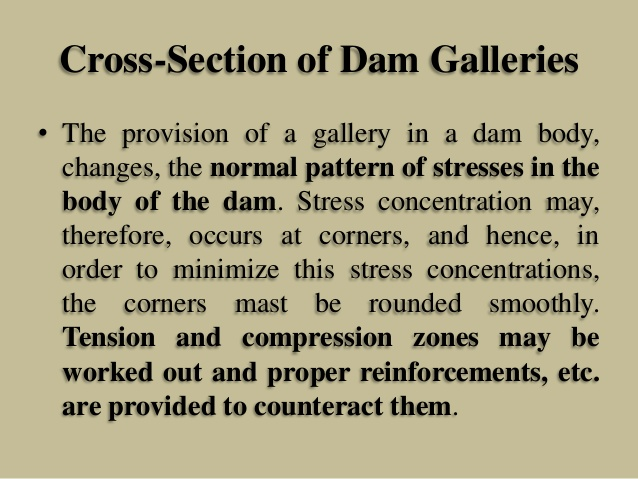 Cross-Section of Dam Galleries
• The provision of a gallery in a dam body,
changes, the normal pattern of stresses in the
body of the dam. Stress concentration may,
therefore, occurs at corners, and hence, in
order to minimize this stress concentrations,
the corners mast be rounded smoothly.
Tension and compression zones may be
worked out and proper reinforcements, etc.
are provided to counteract them.